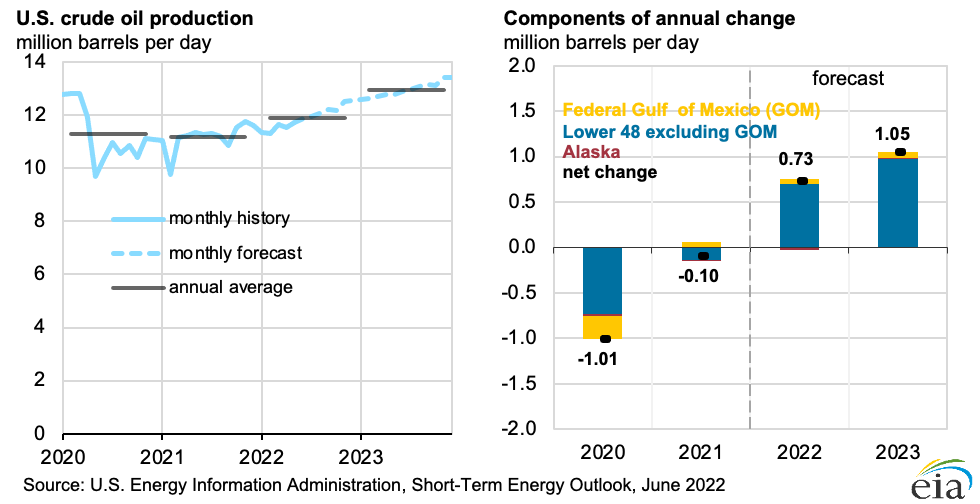 U.S. crude oil production
million barrels per day
14
12
10
8
6
4
2
0
2020 2021 2022 2023
monthly history
monthly forecast
annual average
Components of annual change
million barrels per day
2.0
1.5
1.0
0.5
0.0
-0.5
-1.0
-1.5
-2.0
forecast
Federal Gulf of Mexico (GOM)
Lower 48 excluding GOM
Alaska
net change
-1.01
-0.10
0.73
1.05
2020 2021 2022 2023
Source: U.S. Energy Information Administration, Short-Term Energy Outlook, June 2022
eia